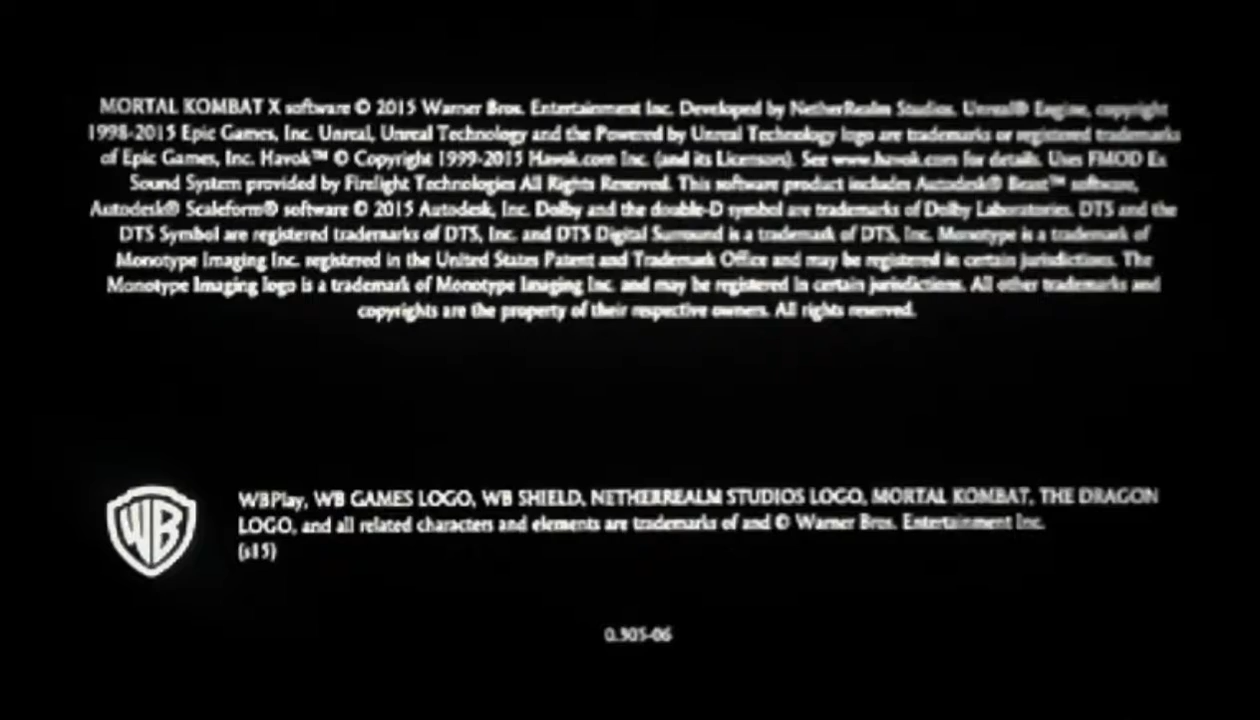 MORTAL KOMBAT X software © 2015 Warner Bros. Entertainment Inc. Developed by NetherRealm Studios. Unreal® Engine, copyright
1998-2015 Epic Games, Inc. Unreal, Unreal Technology and the Powered by Unreal Technology logo are trademarks or registered trademarks
of Epic Games, Inc. Havok™ © Copyright 1999-2015 Havok.com Inc. (and its Licensors). See www.havok.com for details. Uses FMOD Ex
Sound System provided by Firelight Technologies All Rights Reserved. This software product includes Autodesk® Beast™ software,
Autodesk® Scaleform® software © 2015 Autodesk, Inc. Dolby and the double-D symbol are trademarks of Dolby Laboratories. DTS and the
DTS Symbol are registered trademarks of DTS, Inc. and DTS Digital Surround is a trademark of DTS, Inc. Monotype is a trademark of
Monotype Imaging Inc. registered in the United States Patent and Trademark Office and may be registered in certain jurisdictions. The
Monotype Imaging logo is a trademark of Monotype Imaging Inc. and may be registered in certain jurisdictions. All other trademarks and
copyrights are the property of their respective owners. All rights reserved.
WB
WBPlay, WB GAMES LOGO, WB SHIELD, NETHERREALM STUDIOS LOGO, MORTAL KOMBAT, THE DRAGON
LOGO, and all related characters and elements are trademarks of and © Warner Bros. Entertainment Inc.
(s15)
0.305-06